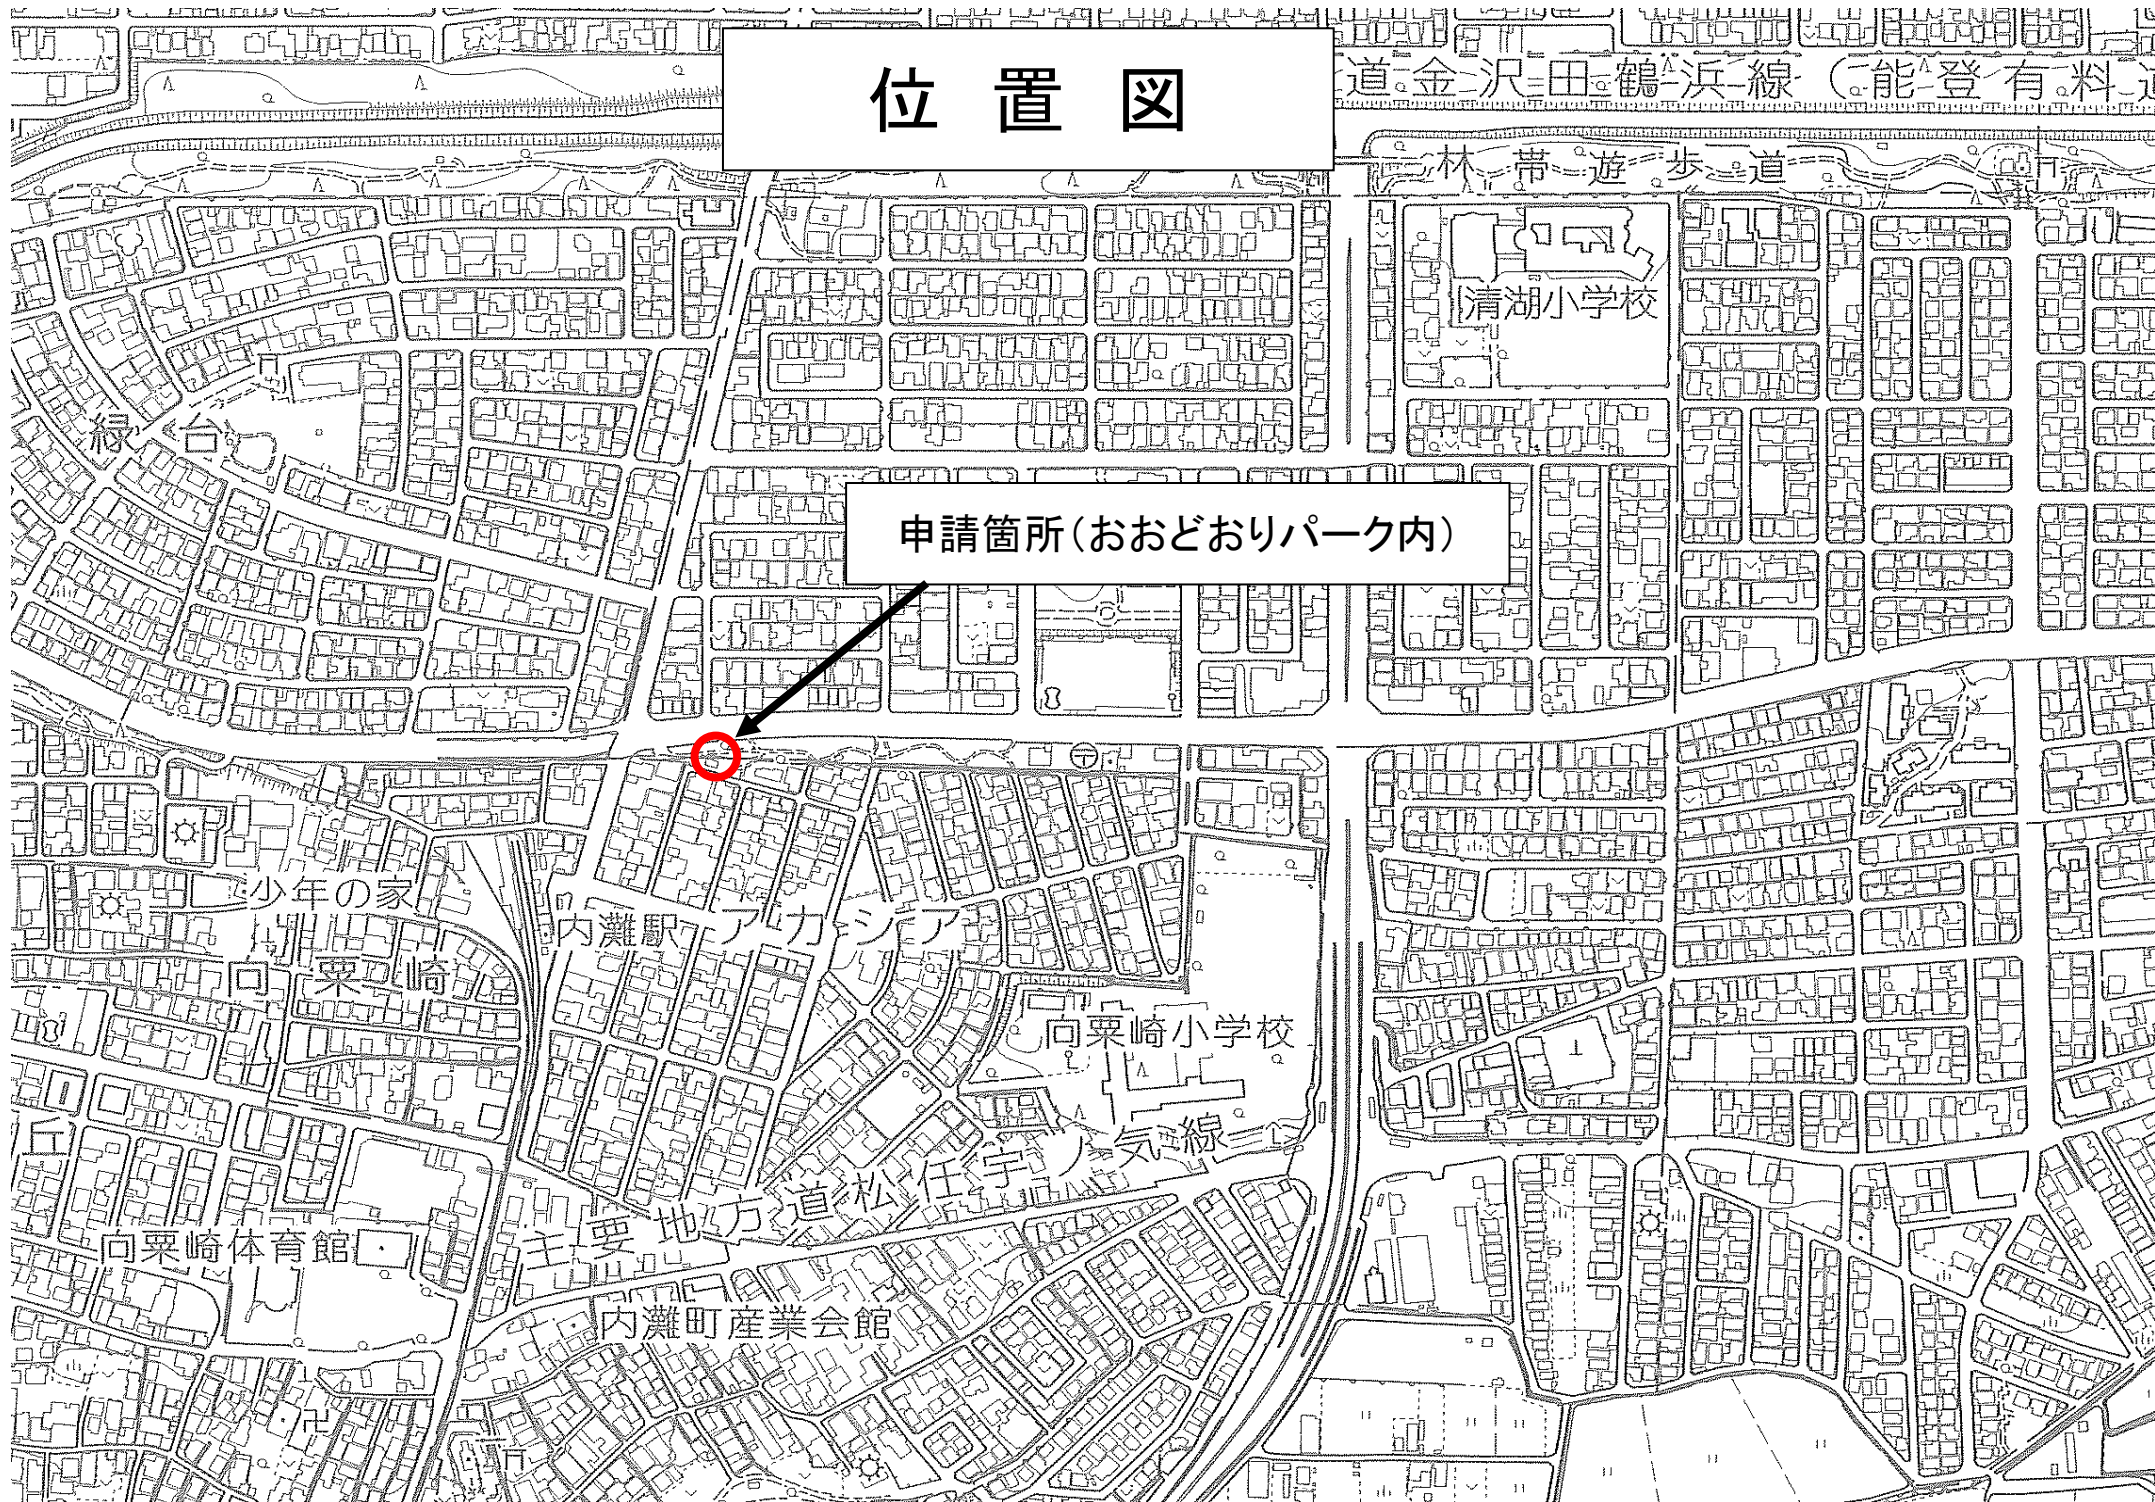 位 置 図
道金沢田鶴浜線(能登有料道
林帯遊歩道
清湖小学校
緑台
申請箇所(おおどおりパーク内)
少年の家
内灘駅
アカシア
向粟崎
向粟崎小学校
丘
主要地方道松任宇ノ気線
向粟崎体育館
内灘町産業会館